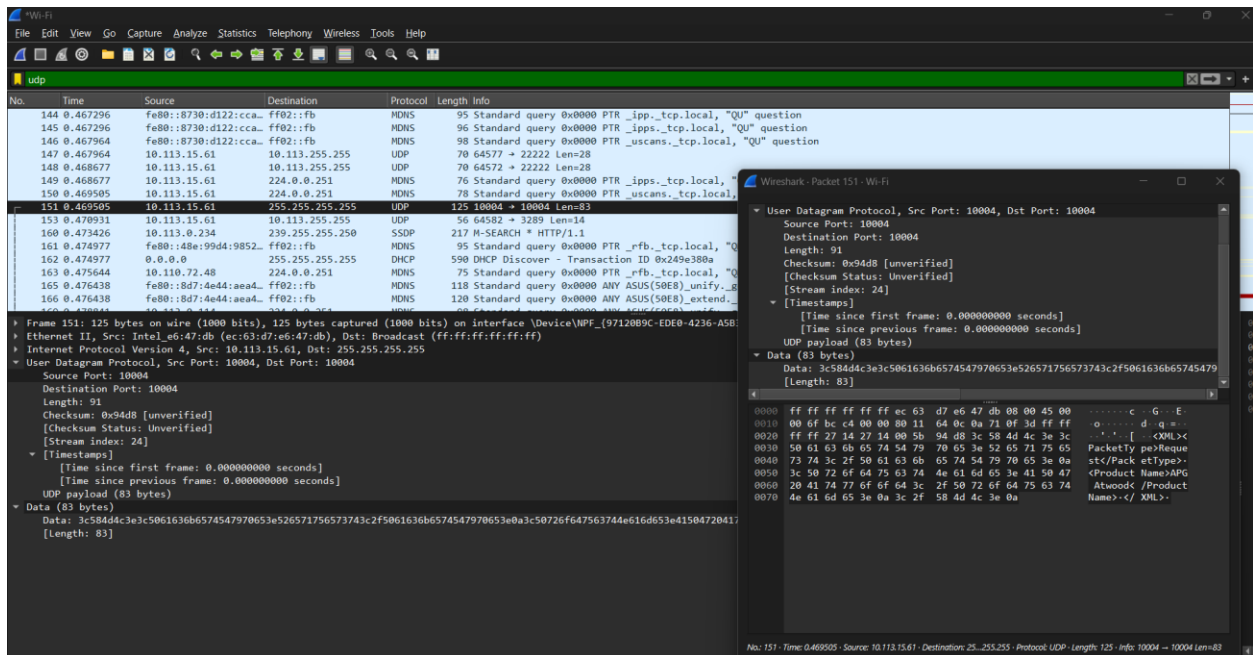 *Wi-Fi
File Edit View Go Capture Analyze Statistics Telephony Wireless Tools Help
udp
No. Time Source Destination Protocol Length Info
144 0.467296 fe80::8730:d122:cca… ff02::fb MDNS 95 Standard query 0x0000 PTR _ipp._tcp.local, "QU" question
145 0.467296 fe80::8730:d122:cca… ff02::fb MDNS 96 Standard query 0x0000 PTR _ipps._tcp.local, "QU" question
146 0.467964 fe80::8730:d122:cca… ff02::fb MDNS 98 Standard query 0x0000 PTR _uscans._tcp.local, "QU" question
147 0.467964 10.113.15.61 10.113.255.255 UDP 70 64577 → 22222 Len=28
148 0.468677 10.113.15.61 10.113.255.255 UDP 70 64572 → 22222 Len=28
149 0.468677 10.113.15.61 224.0.0.251 MDNS 76 Standard query 0x0000 PTR _ipps._tcp.local, "
150 0.469505 10.113.15.61 224.0.0.251 MDNS 78 Standard query 0x0000 PTR _uscans._tcp.local,
151 0.469505 10.113.15.61 255.255.255.255 UDP 125 10004 → 10004 Len=83
153 0.470931 10.113.15.61 10.113.255.255 UDP 56 64582 → 3289 Len=14
160 0.473426 10.113.0.234 239.255.255.250 SSDP 217 M-SEARCH * HTTP/1.1
161 0.474977 fe80::48e:99d4:9852… ff02::fb MDNS 95 Standard query 0x0000 PTR _rfb._tcp.local, "Q
162 0.474977 0.0.0.0 255.255.255.255 DHCP 590 DHCP Discover - Transaction ID 0x249e380a
163 0.475644 10.110.72.48 224.0.0.251 MDNS 75 Standard query 0x0000 PTR _rfb._tcp.local, "Q
165 0.476438 fe80::8d7:4e44:aea4… ff02::fb MDNS 118 Standard query 0x0000 ANY ASUS(50E8)_unify._g
166 0.476438 fe80::8d7:4e44:aea4… ff02::fb MDNS 120 Standard query 0x0000 ANY ASUS(50E8)_extend._
Frame 151: 125 bytes on wire (1000 bits), 125 bytes captured (1000 bits) on interface \Device\NPF_{97120B9C-EDE0-4236-A5B
Ethernet II, Src: Intel_e6:47:db (ec:63:d7:e6:47:db), Dst: Broadcast (ff:ff:ff:ff:ff:ff)
Internet Protocol Version 4, Src: 10.113.15.61, Dst: 255.255.255.255
User Datagram Protocol, Src Port: 10004, Dst Port: 10004
Source Port: 10004
Destination Port: 10004
Length: 91
Checksum: 0x94d8 [unverified]
[Checksum Status: Unverified]
[Stream index: 24]
[Timestamps]
[Time since first frame: 0.000000000 seconds]
[Time since previous frame: 0.000000000 seconds]
UDP payload (83 bytes)
Data (83 bytes)
Data: 3c584d4c3e3c5061636b6574547970653e526571756573743c2f5061636b6574547970653e0a3c50726f647563744e616d653e41504720417
[Length: 83]
Wireshark · Packet 151 · Wi-Fi
User Datagram Protocol, Src Port: 10004, Dst Port: 10004
Source Port: 10004
Destination Port: 10004
Length: 91
Checksum: 0x94d8 [unverified]
[Checksum Status: Unverified]
[Stream index: 24]
[Timestamps]
[Time since first frame: 0.000000000 seconds]
[Time since previous frame: 0.000000000 seconds]
UDP payload (83 bytes)
Data (83 bytes)
Data: 3c584d4c3e3c5061636b6574547970653e526571756573743c2f5061636b65745479
[Length: 83]
0000 ff ff ff ff ff ff ec 63 d7 e6 47 db 08 00 45 00 ·······c ··G···E·
0010 00 6f bc c4 00 00 80 11 64 0c 0a 71 0f 3d ff ff ·o······ d··q·=··
0020 ff ff 27 14 27 14 00 5b 94 d8 3c 58 4d 4c 3e 3c ··'·'··[ ··<XML><
0030 50 61 63 6b 65 74 54 79 70 65 3e 52 65 71 75 65 PacketTy pe>Reque
0040 73 74 3c 2f 50 61 63 6b 65 74 54 79 70 65 3e 0a st</Pack etType>·
0050 3c 50 72 6f 64 75 63 74 4e 61 6d 65 3e 41 50 47 <Product Name>APG
0060 20 41 74 77 6f 6f 64 3c 2f 50 72 6f 64 75 63 74 Atwood< /Product
0070 4e 61 6d 65 3e 0a 3c 2f 58 4d 4c 3e 0a Name>·</ XML>·
No.: 151 · Time: 0.469505 · Source: 10.113.15.61 · Destination: 25…255.255 · Protocol: UDP · Length: 125 · Info: 10004 → 10004 Len=83